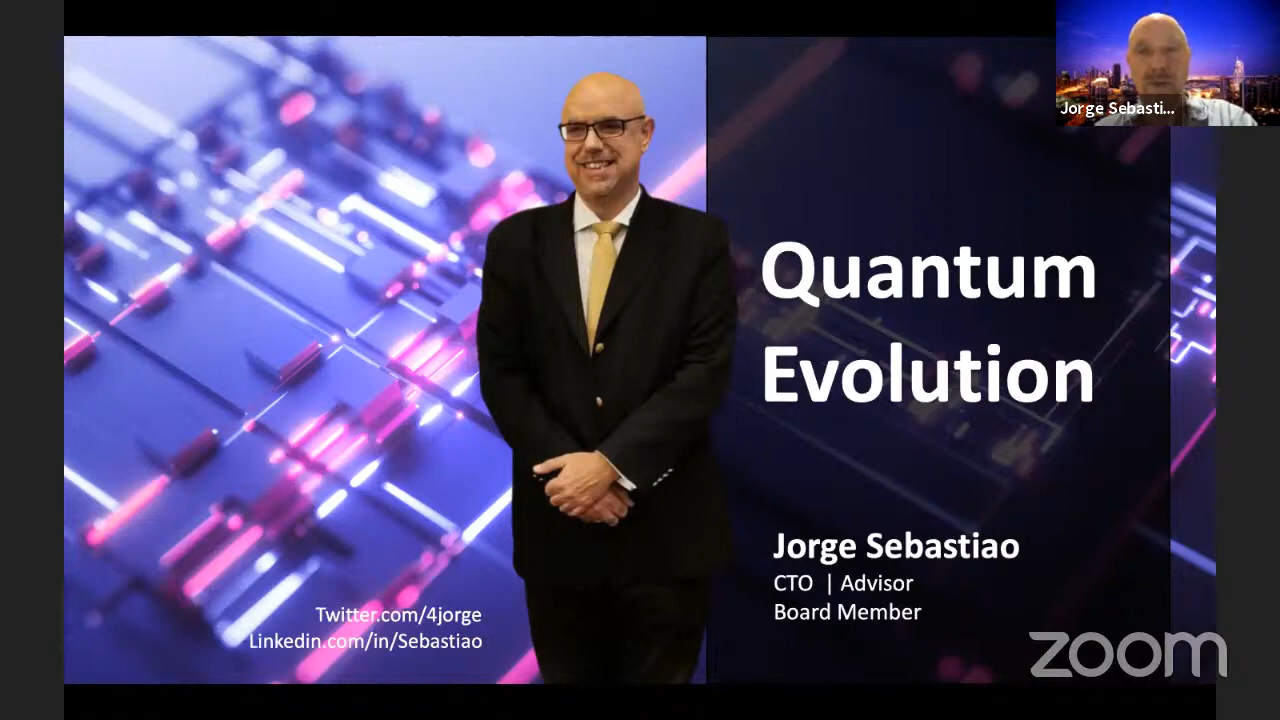 Jorge Sebasti...
Quantum
Evolution
Jorge Sebastiao
CTO | Advisor
Board Member
Twitter.com/4jorge
Linkedin.com/in/Sebastiao
zoom